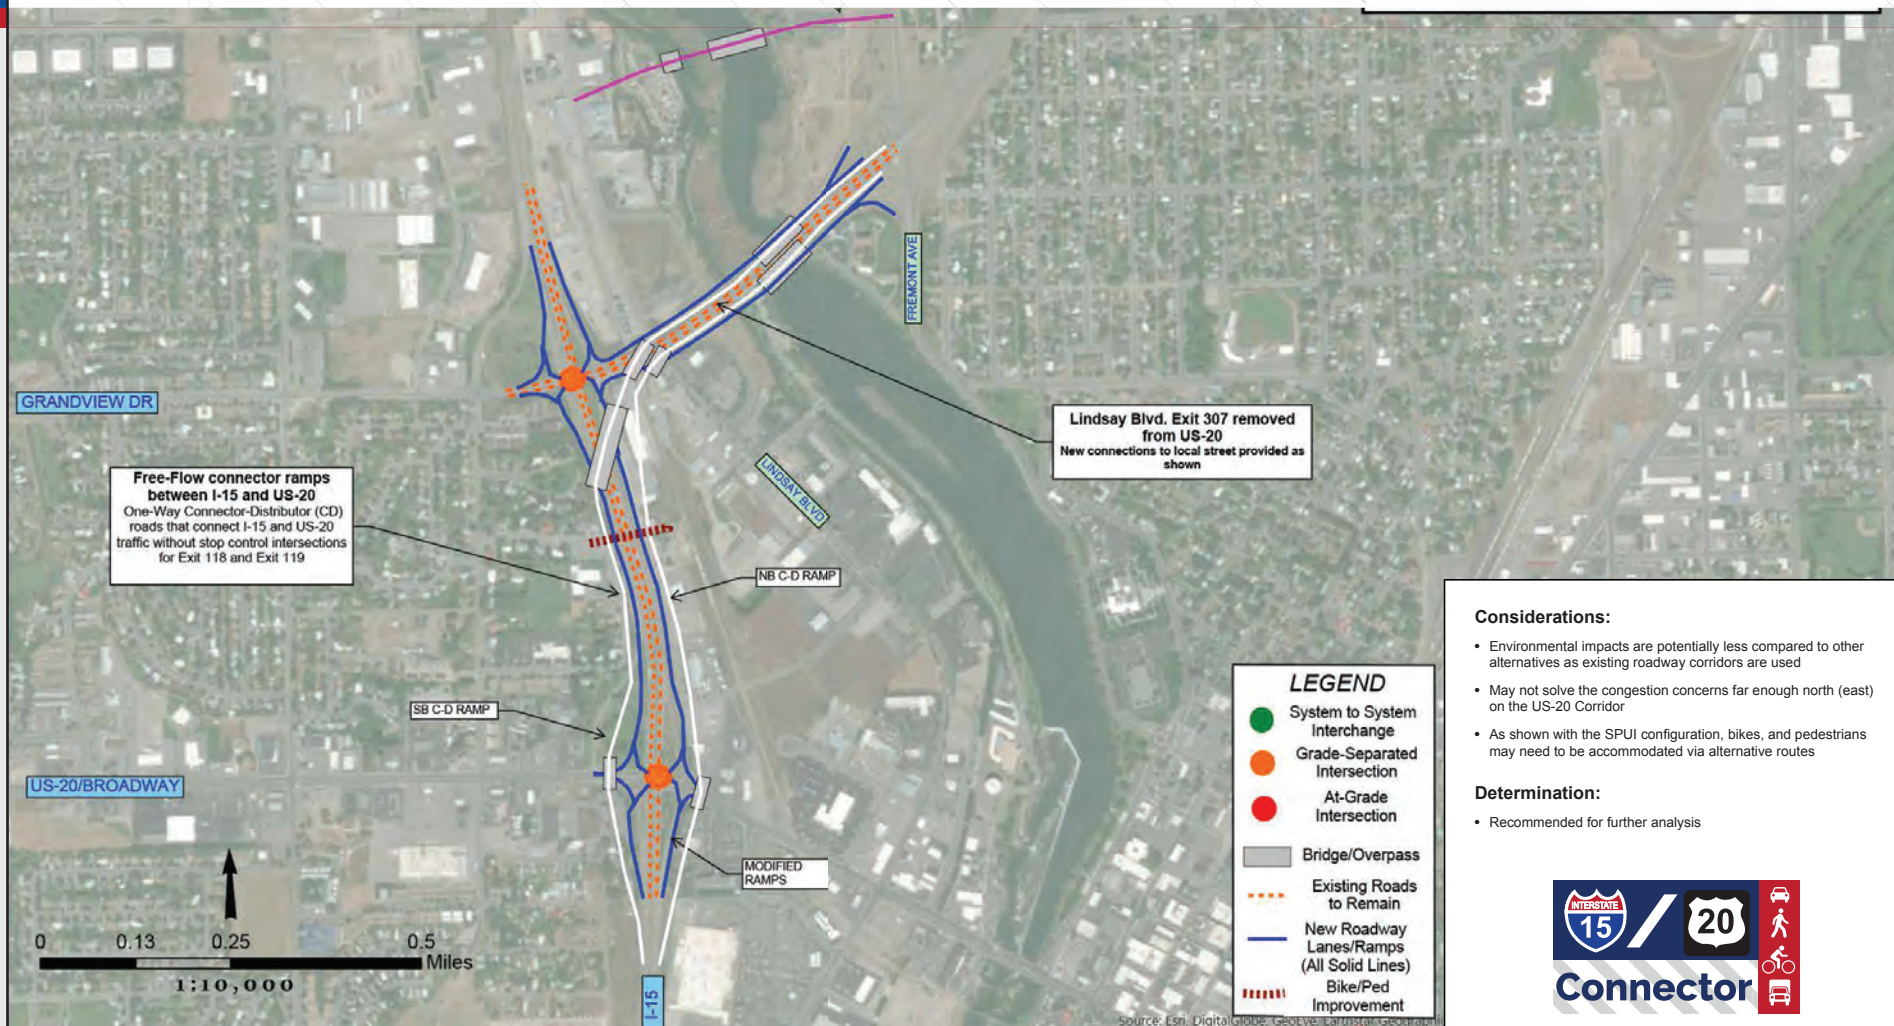 FREMONT AVE
GRANDVIEW DR
Lindsay Blvd. Exit 307 removed
from US-20
New connections to local street provided as
shown
LINDSAY BLVD
Free-Flow connector ramps
between I-15 and US-20
One-Way Connector-Distributor (CD)
roads that connect I-15 and US-20
traffic without stop control intersections
for Exit 118 and Exit 119
NB C-D RAMP
SB C-D RAMP
US-20/BROADWAY
MODIFIED
RAMPS
0 0.13 0.25 0.5
Miles
1:10,000
I-15
LEGEND
System to System
Interchange
Grade-Separated
Intersection
At-Grade
Intersection
Bridge/Overpass
Existing Roads
to Remain
New Roadway
Lanes/Ramps
(All Solid Lines)
Bike/Ped
Improvement
Source: Esri, DigitalGlobe, GeoEye, Earthstar Geographi
Considerations:
• Environmental impacts are potentially less compared to other
alternatives as existing roadway corridors are used
• May not solve the congestion concerns far enough north (east)
on the US-20 Corridor
• As shown with the SPUI configuration, bikes, and pedestrians
may need to be accommodated via alternative routes
Determination:
• Recommended for further analysis
INTERSTATE
15
20
Connector